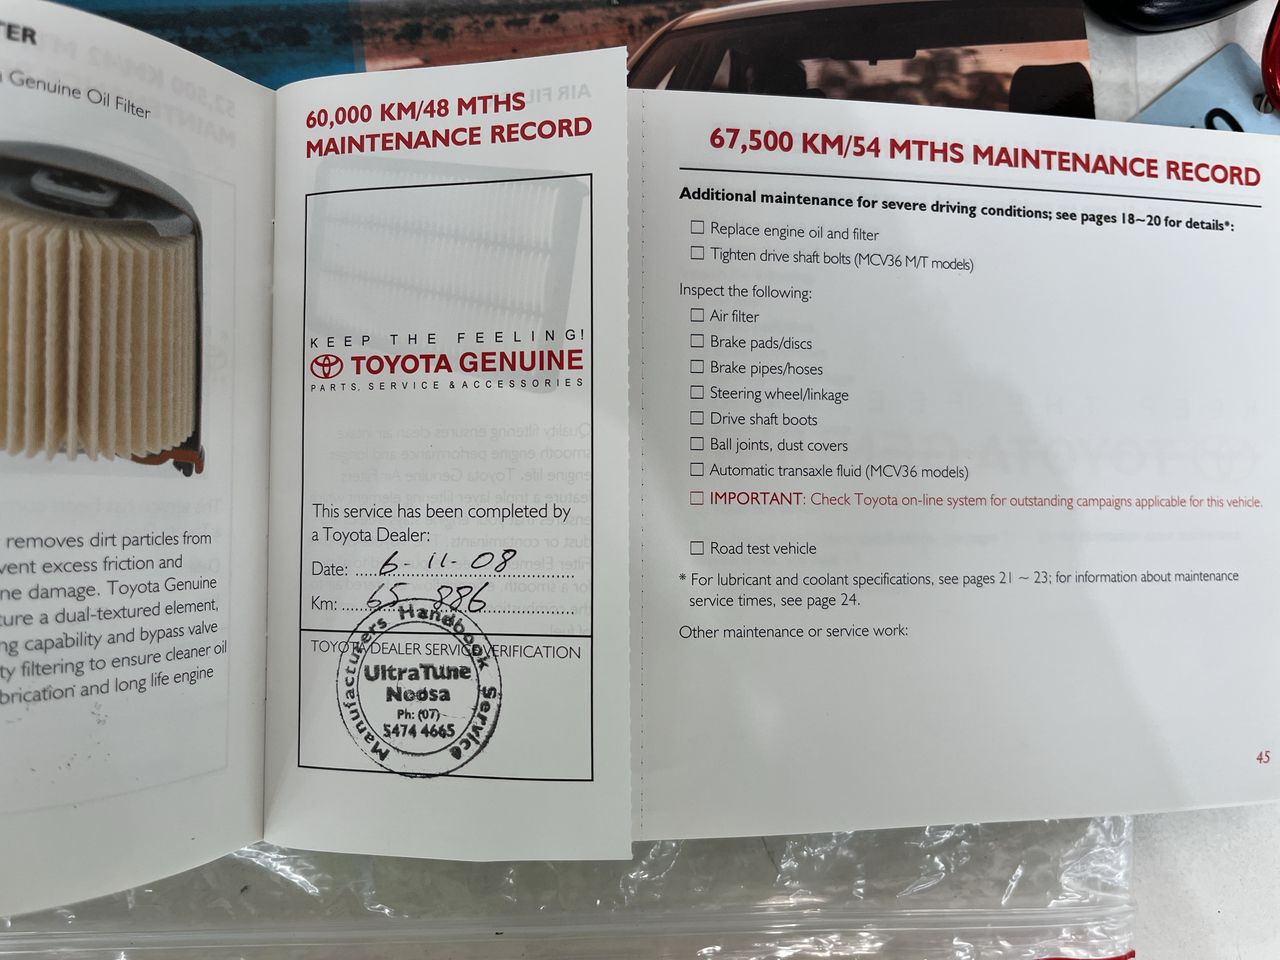 TER
Genuine Oil Filter
removes dirt particles from
vent excess friction and
ne damage. Toyota Genuine
ture a dual-textured element,
ng capability and bypass valve
ty filtering to ensure cleaner oil
brication and long life engine
60,000 KM/48 MTHS
MAINTENANCE RECORD
KEEP THE FEELING!
TOYOTA GENUINE
PARTS, SERVICE & ACCESSORIES
This service has been completed by
a Toyota Dealer:
Date: 6-11-08
Km: 65 886
TOYOTA DEALER SERVICE VERIFICATION
Manufacturers Handbook Service
UltraTune
Noosa
Ph: (07)
5474 4665
67,500 KM/54 MTHS MAINTENANCE RECORD
Additional maintenance for severe driving conditions; see pages 18~20 for details*:
Replace engine oil and filter
Tighten drive shaft bolts (MCV36 M/T models)
Inspect the following:
Air filter
Brake pads/discs
Brake pipes/hoses
Steering wheel/linkage
Drive shaft boots
Ball joints, dust covers
Automatic transaxle fluid (MCV36 models)
IMPORTANT: Check Toyota on-line system for outstanding campaigns applicable for this vehicle.
Road test vehicle
* For lubricant and coolant specifications, see pages 21 ~ 23; for information about maintenance
service times, see page 24.
Other maintenance or service work:
45